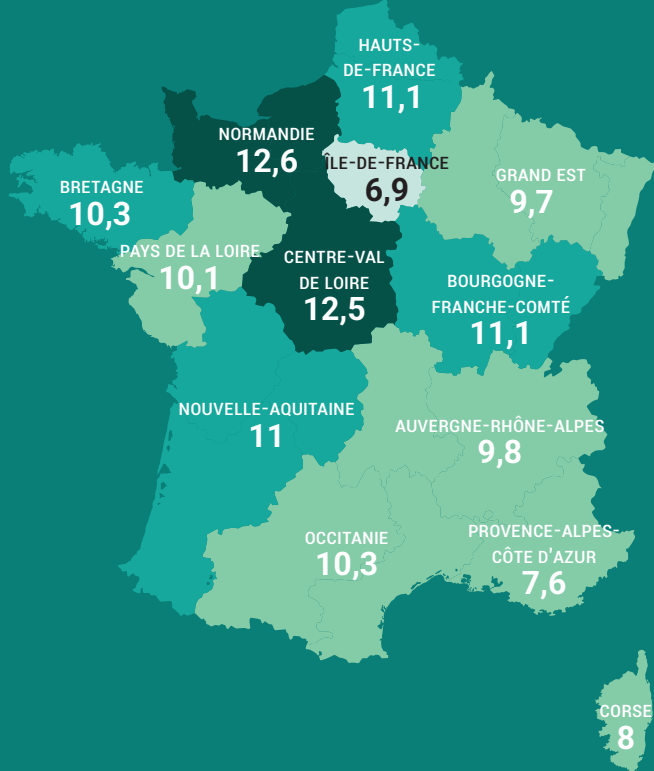 HAUTS-
DE-FRANCE
11,1
NORMANDIE
12,6
ÎLE-DE-FRANCE
6,9
GRAND EST
9,7
BRETAGNE
10,3
PAYS DE LA LOIRE
10,1
CENTRE-VAL
DE LOIRE
12,5
BOURGOGNE-
FRANCHE-COMTÉ
11,1
NOUVELLE-AQUITAINE
11
AUVERGNE-RHÔNE-ALPES
9,8
OCCITANIE
10,3
PROVENCE-ALPES-
CÔTE D'AZUR
7,6
CORSE
8